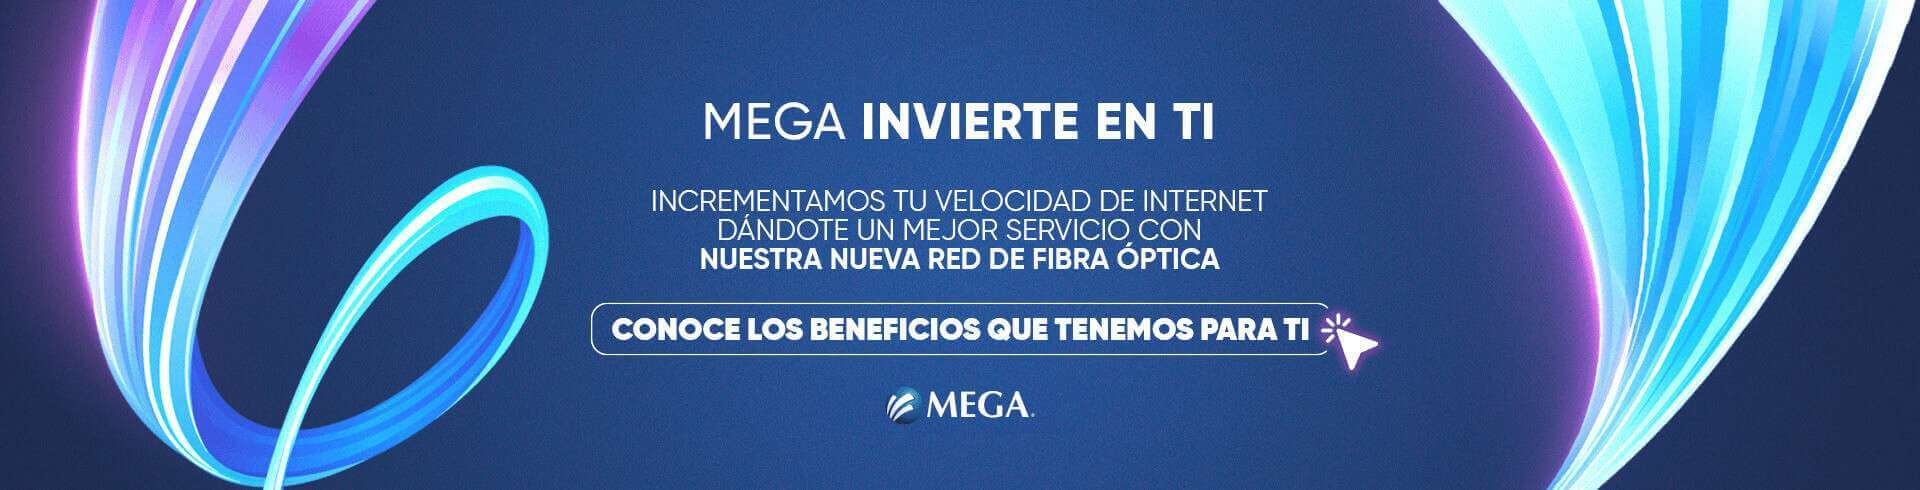 MEGA INVIERTE EN TI
INCREMENTAMOS TU VELOCIDAD DE INTERNET
DÁNDOTE UN MEJOR SERVICIO CON
NUESTRA NUEVA RED DE FIBRA ÓPTICA
CONOCE LOS BENEFICIOS QUE TENEMOS PARA TI
MEGA